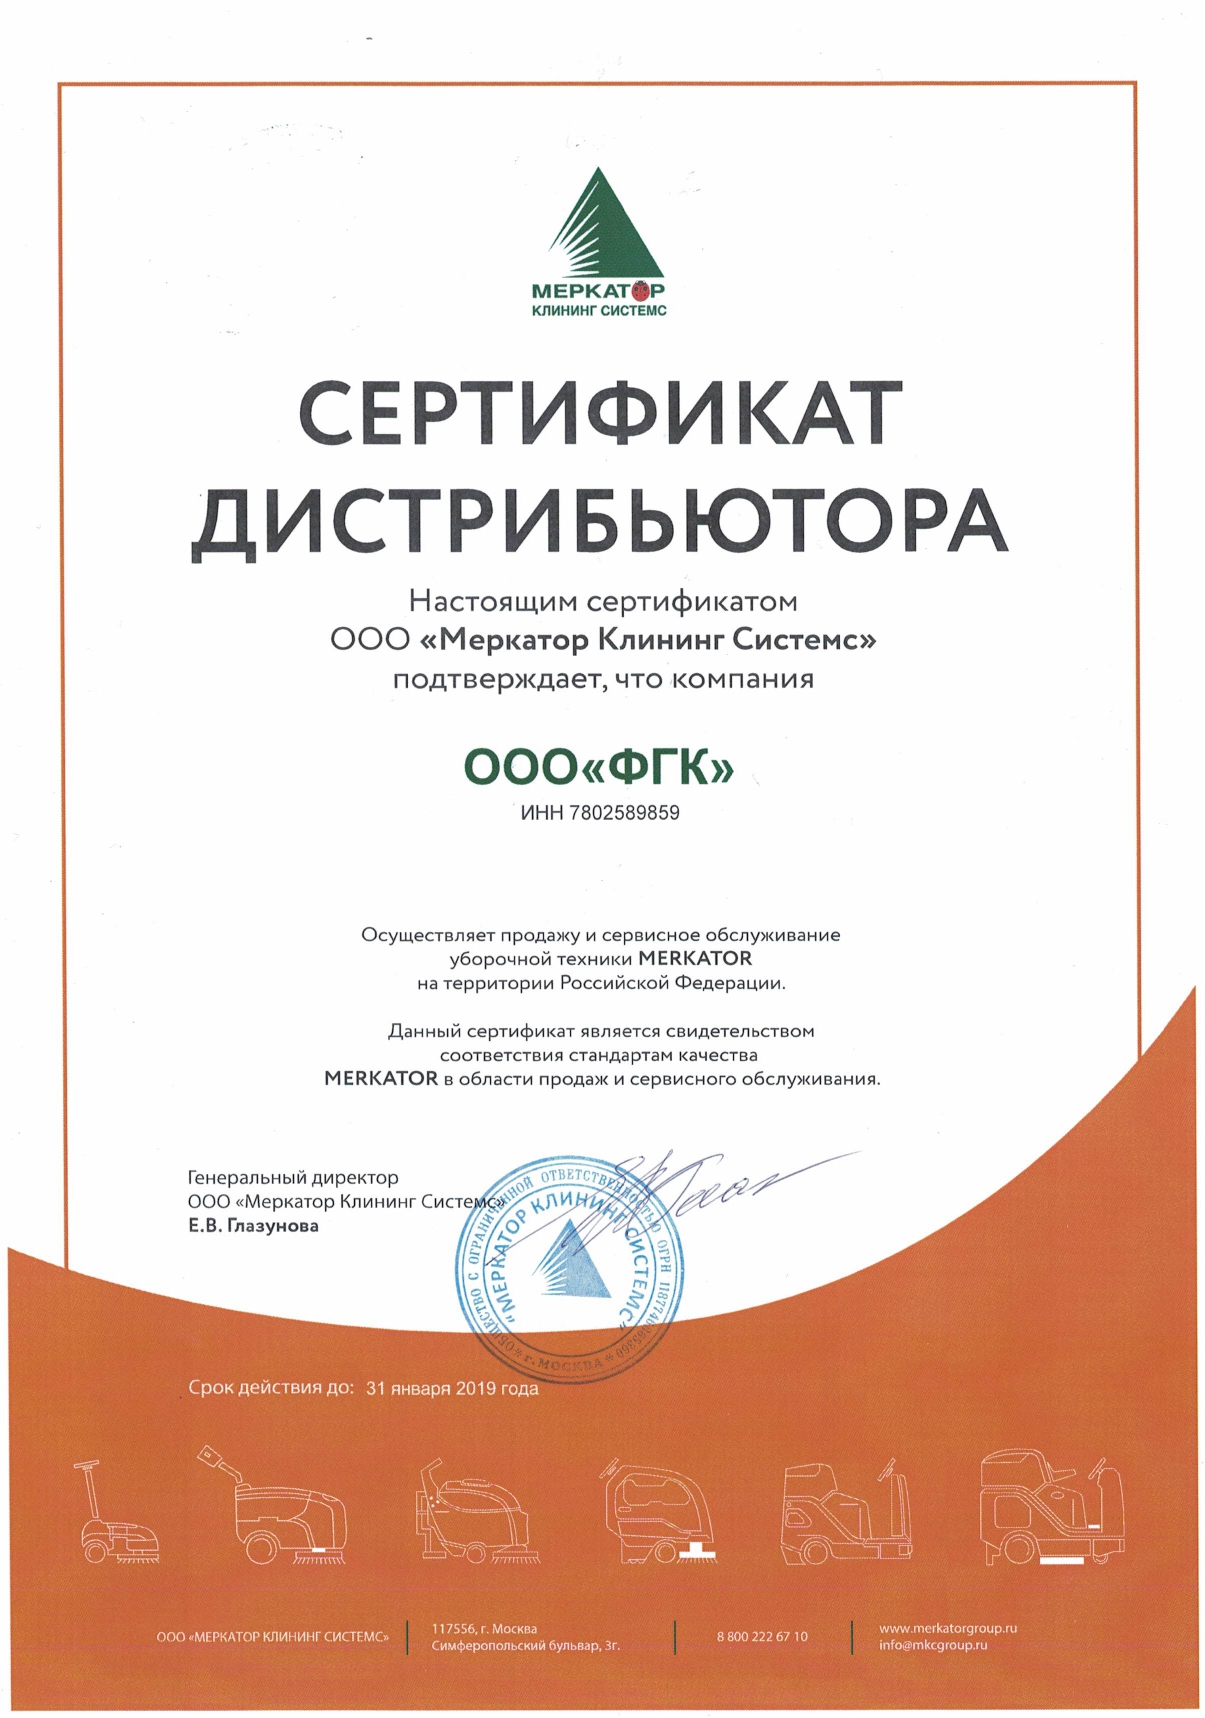 МЕРКАТОР
КЛИНИНГ СИСТЕМС
СЕРТИФИКАТ
ДИСТРИБЬЮТОРА
Настоящим сертификатом
ООО «Меркатор Клининг Системс»
подтверждает, что компания
ООО«ФГК»
ИНН 7802589859
Осуществляет продажу и сервисное обслуживание
уборочной техники MERKATOR
на территории Российской Федерации.
Данный сертификат является свидетельством
соответствия стандартам качества
MERKATOR в области продаж и сервисного обслуживания.
Генеральный директор
ООО «Меркатор Клининг Системс»
Е.В. Глазунова
ОБЩЕСТВО С ОГРАНИЧЕННОЙ ОТВЕТСТВЕННОСТЬЮ ОГРН
* г. МОСКВА *
"МЕРКАТОР КЛИНИНГ СИСТЕМС"
Срок действия до: 31 января 2019 года
ООО «МЕРКАТОР КЛИНИНГ СИСТЕМС»
117556, г. Москва
Симферопольский бульвар, 3г.
8 800 222 67 10
www.merkatorgroup.ru
info@mkcgroup.ru